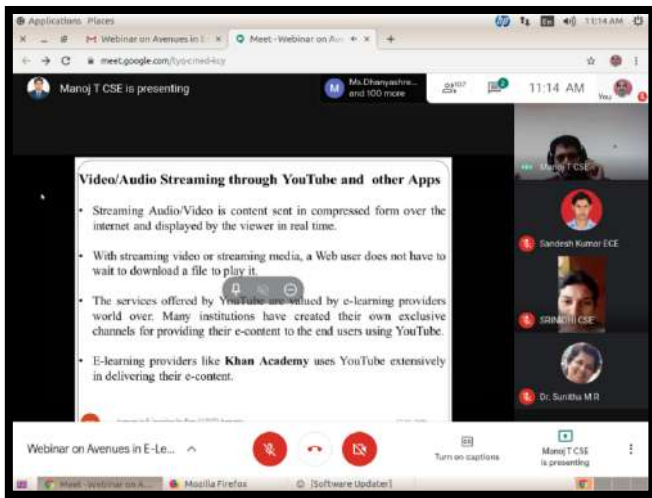 Applications Places
En
11:14 AM
Webinar on Avenues in E
Meet - Webinar on Av
meet.google.com/
Manoj T CSE is presenting
M
Ms.Dhanyashre...
and 100 more
107
2
11:14 AM
You
Manoj T CSE
Video/Audio Streaming through YouTube and other Apps
• Streaming Audio/Video is content sent in compressed form over the
internet and displayed by the viewer in real time.
• With streaming video or streaming media, a Web user does not have to
wait to download a file to play it.
• The services offered by YouTube are valued by e-learning providers
world over. Many institutions have created their own exclusive
channels for providing their e-content to the end users using YouTube.
• E-learning providers like Khan Academy uses YouTube extensively
in delivering their e-content.
Sandesh Kumar ECE
SRINIDHI CSE
Dr. Sunitha M R
Webinar on Avenues in E-Le...
Turn on captions
Manoj T CSE
is presenting
Meet - Webinar on A...
Mozilla Firefox
[Software Updater]